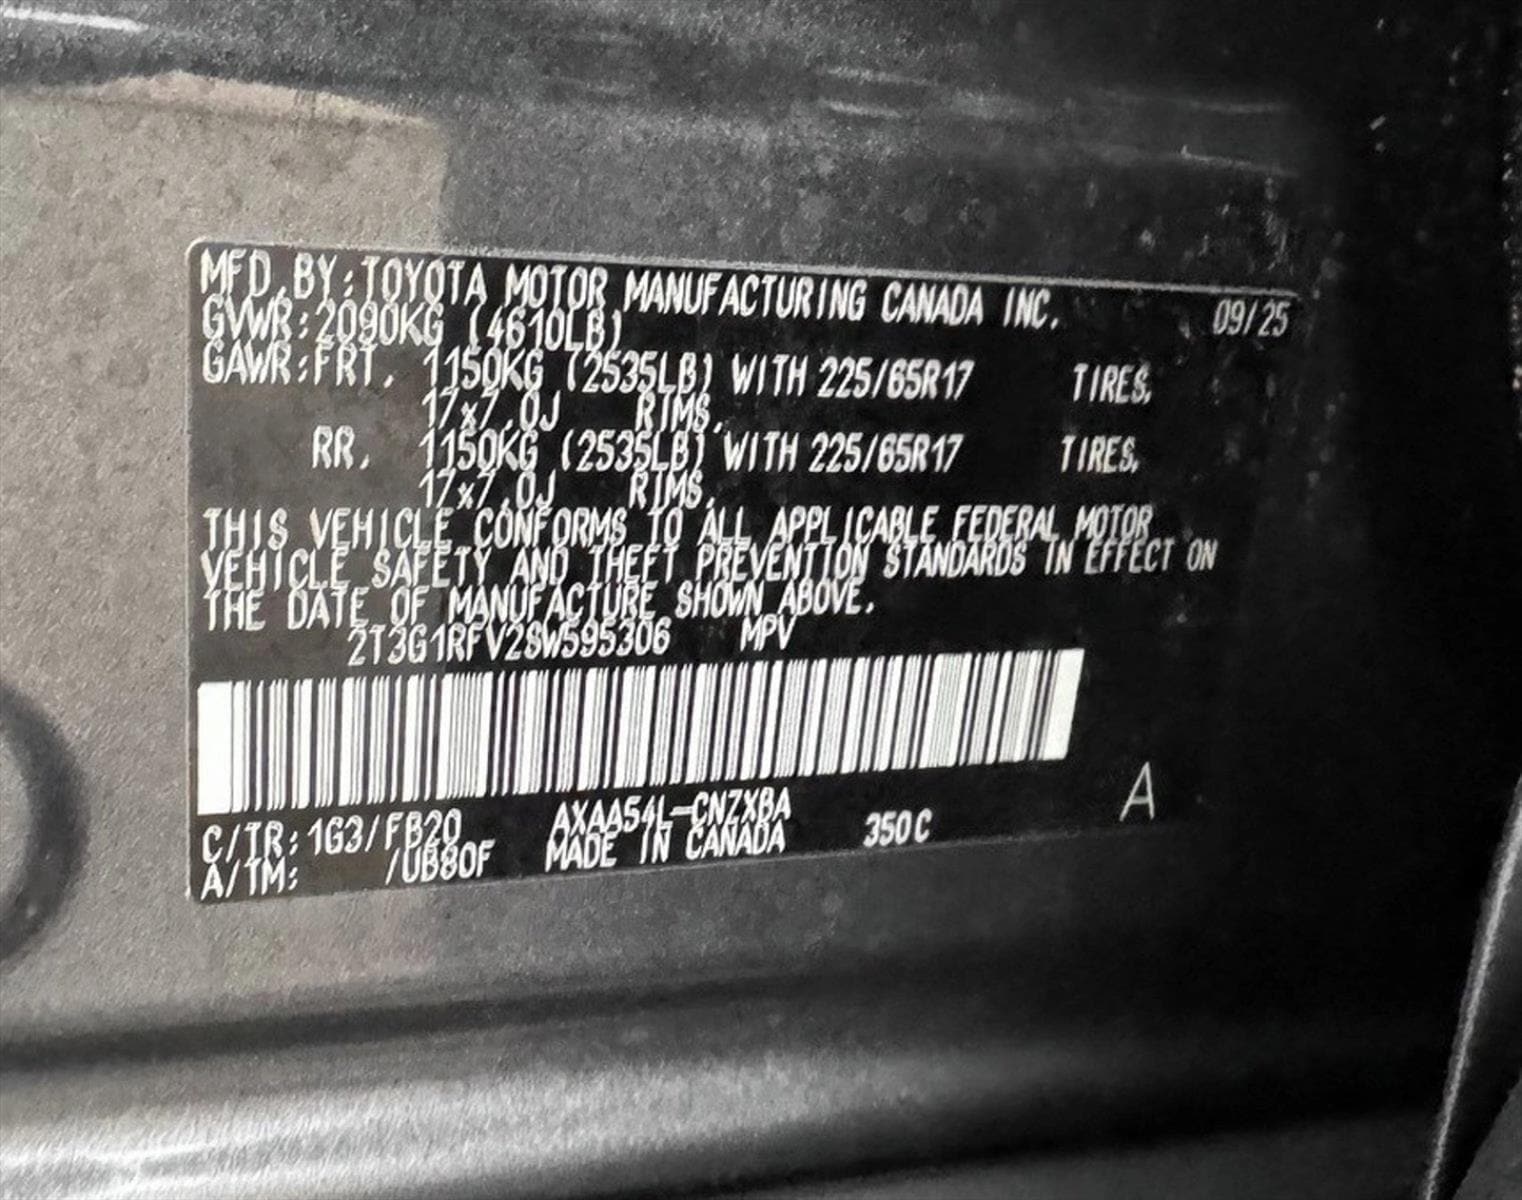 MFD.BY:TOYOTA MOTOR MANUFACTURING CANADA INC. 09/25
GVWR:2090KG (4610LB)
GAWR:FRT. 1150KG (2535LB) WITH 225/65R17 TIRES,
17x7.0J RIMS,
RR. 1150KG (2535LB) WITH 225/65R17 TIRES,
17x7.0J RIMS,
THIS VEHICLE CONFORMS TO ALL APPLICABLE FEDERAL MOTOR
VEHICLE SAFETY AND THEFT PREVENTION STANDARDS IN EFFECT ON
THE DATE OF MANUFACTURE SHOWN ABOVE.
2T3G1RFV2SW595306 MPV
C/TR:1G3/FB20 AXAA54L-CNZXBA 350C A
A/TM: /UB80F MADE IN CANADA